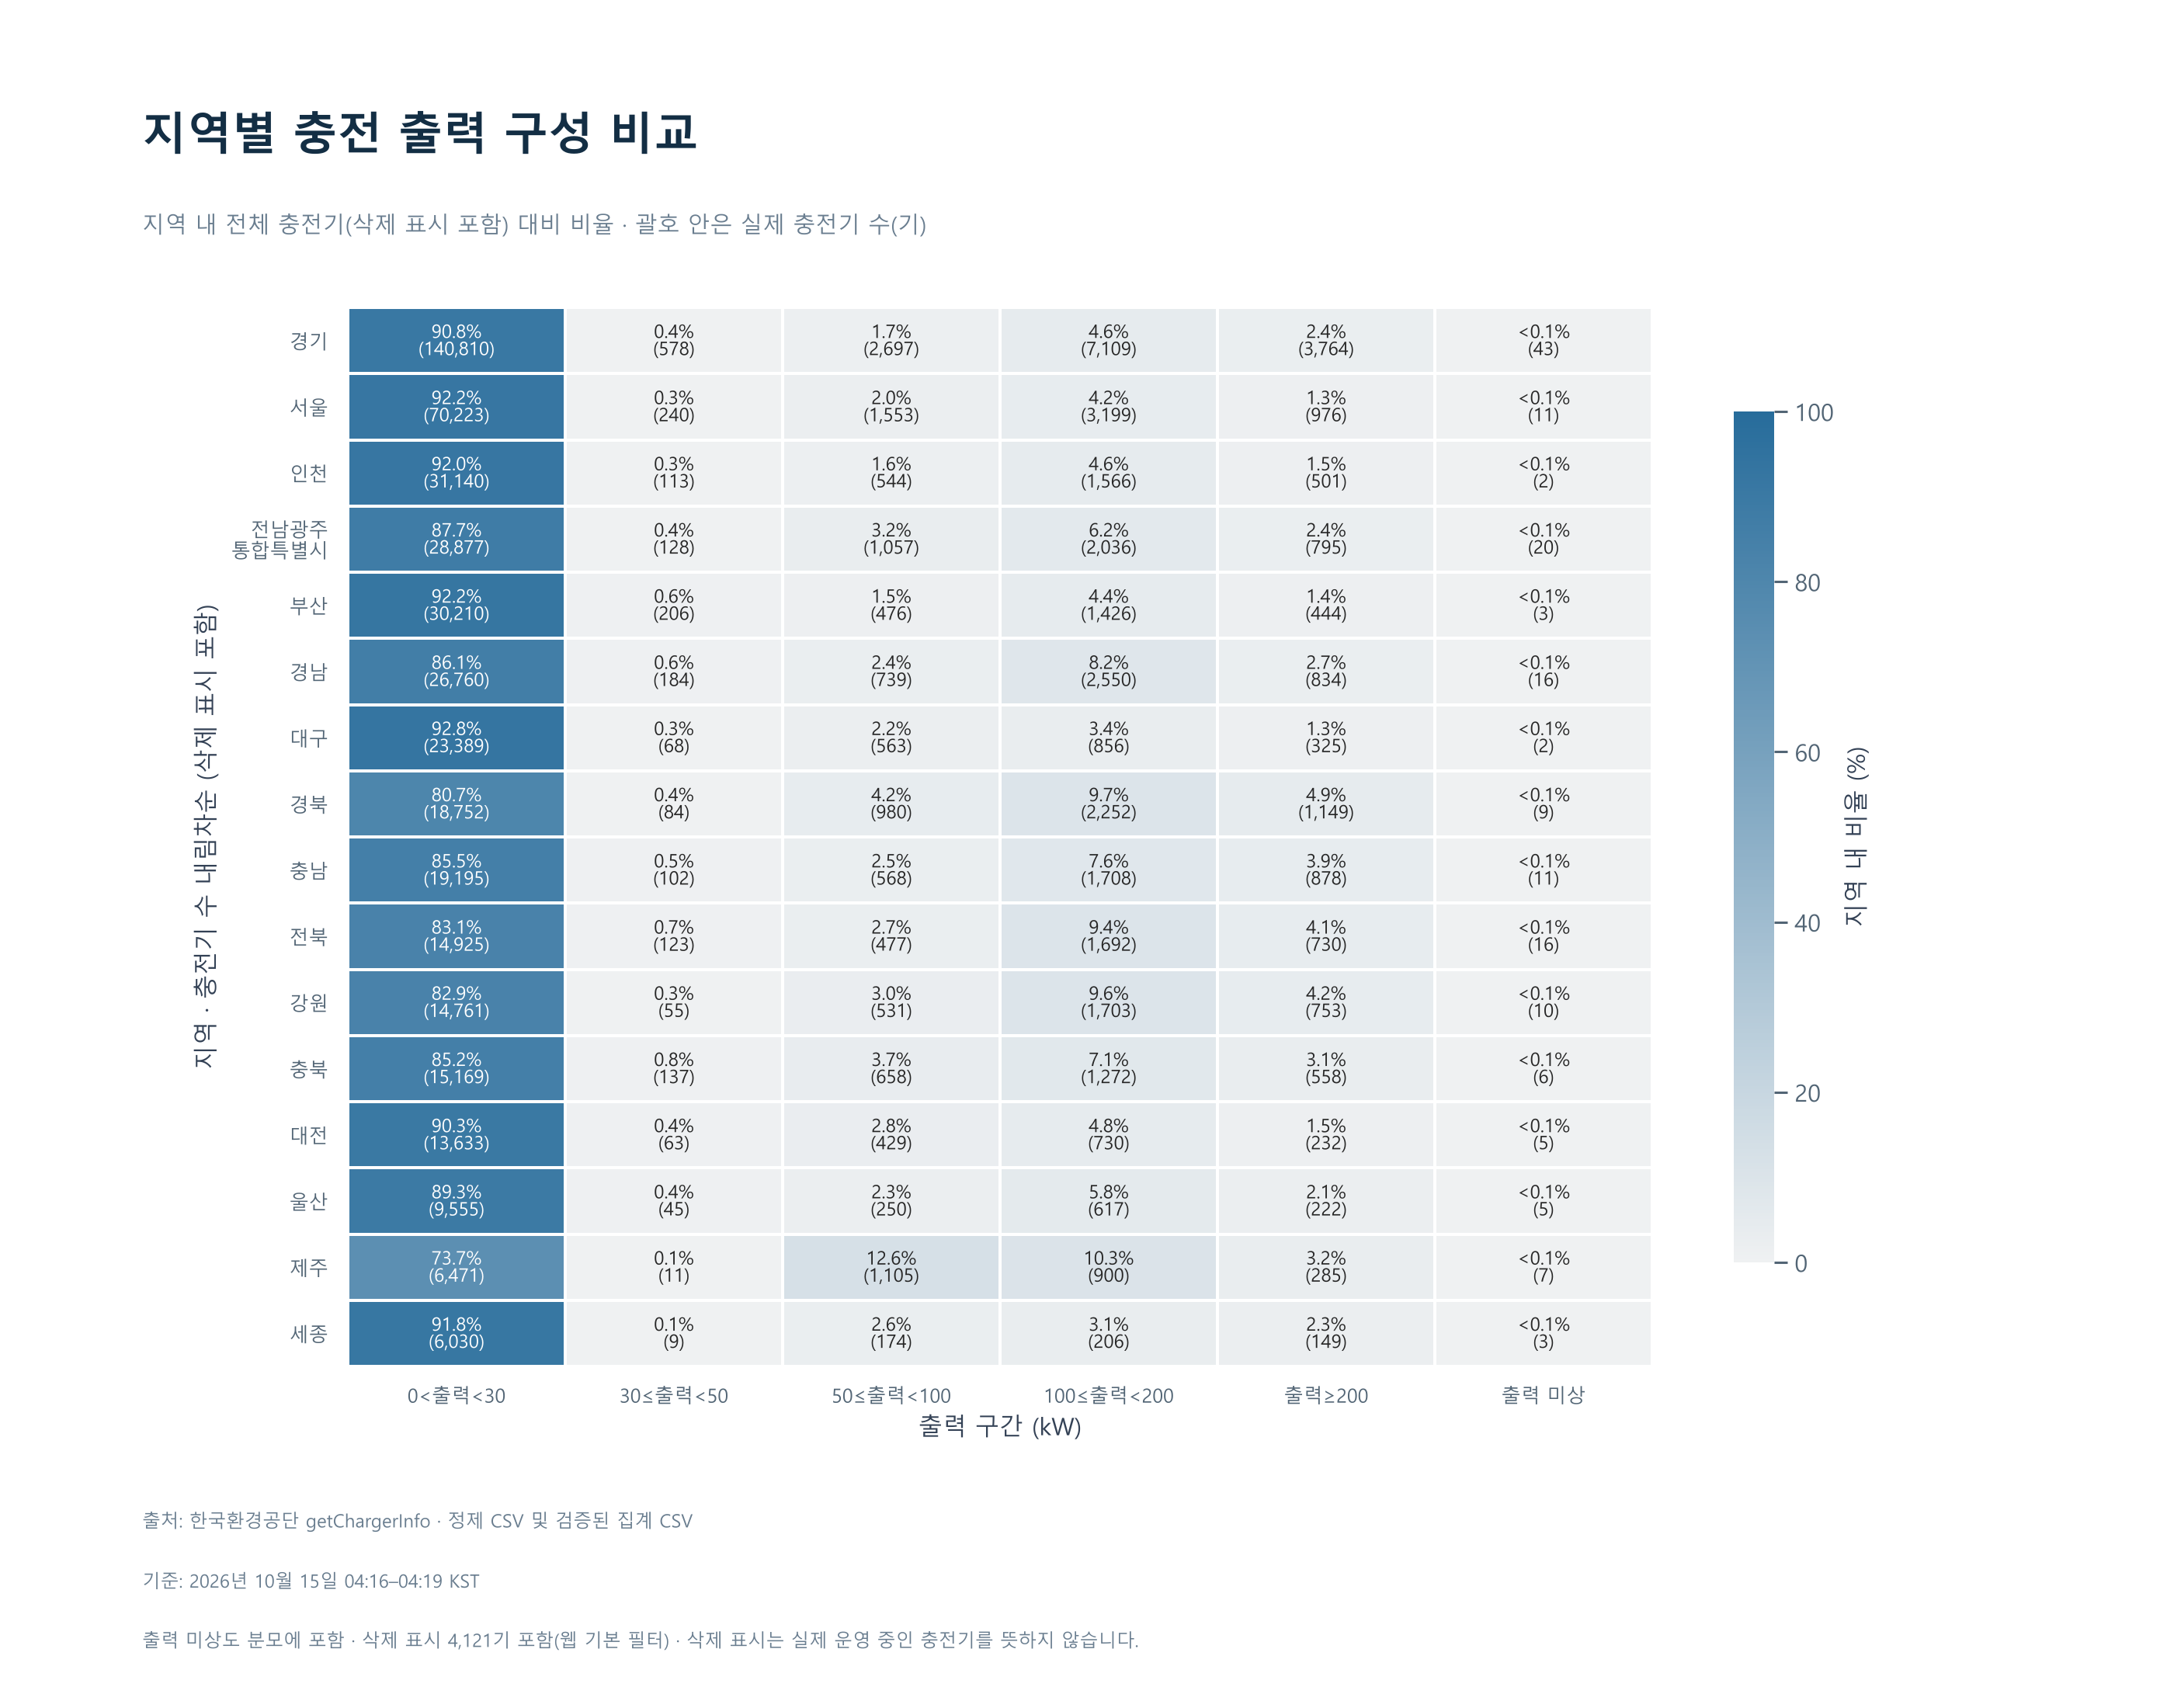 지역별 충전 출력 구성 비교
지역 내 전체 충전기(삭제 표시 포함) 대비 비율 · 괄호 안은 실제 충전기 수(기)
지역 · 충전기 수 내림차순 (삭제 표시 포함)
경기
90.8% 0.4% 1.7% 4.6% 2.4% <0.1%
(140,810) (578) (2,697) (7,109) (3,764) (43)
서울
92.2% 0.3% 2.0% 4.2% 1.3% <0.1%
(70,223) (240) (1,553) (3,199) (976) (11)
인천
92.0% 0.3% 1.6% 4.6% 1.5% <0.1%
(31,140) (113) (544) (1,566) (501) (2)
전남광주
통합특별시
87.7% 0.4% 3.2% 6.2% 2.4% <0.1%
(28,877) (128) (1,057) (2,036) (795) (20)
부산
92.2% 0.6% 1.5% 4.4% 1.4% <0.1%
(30,210) (206) (476) (1,426) (444) (3)
경남
86.1% 0.6% 2.4% 8.2% 2.7% <0.1%
(26,760) (184) (739) (2,550) (834) (16)
대구
92.8% 0.3% 2.2% 3.4% 1.3% <0.1%
(23,389) (68) (563) (856) (325) (2)
경북
80.7% 0.4% 4.2% 9.7% 4.9% <0.1%
(18,752) (84) (980) (2,252) (1,149) (9)
충남
85.5% 0.5% 2.5% 7.6% 3.9% <0.1%
(19,195) (102) (568) (1,708) (878) (11)
전북
83.1% 0.7% 2.7% 9.4% 4.1% <0.1%
(14,925) (123) (477) (1,692) (730) (16)
강원
82.9% 0.3% 3.0% 9.6% 4.2% <0.1%
(14,761) (55) (531) (1,703) (753) (10)
충북
85.2% 0.8% 3.7% 7.1% 3.1% <0.1%
(15,169) (137) (658) (1,272) (558) (6)
대전
90.3% 0.4% 2.8% 4.8% 1.5% <0.1%
(13,633) (63) (429) (730) (232) (5)
울산
89.3% 0.4% 2.3% 5.8% 2.1% <0.1%
(9,555) (45) (250) (617) (222) (5)
제주
73.7% 0.1% 12.6% 10.3% 3.2% <0.1%
(6,471) (11) (1,105) (900) (285) (7)
세종
91.8% 0.1% 2.6% 3.1% 2.3% <0.1%
(6,030) (9) (174) (206) (149) (3)
0<출력<30 30≤출력<50 50≤출력<100 100≤출력<200 출력≥200 출력 미상
출력 구간 (kW)
100
80
60
40
20
0
지역 내 비율 (%)
출처: 한국환경공단 getChargerInfo · 정제 CSV 및 검증된 집계 CSV
기준: 2026년 10월 15일 04:16–04:19 KST
출력 미상도 분모에 포함 · 삭제 표시 4,121기 포함(웹 기본 필터) · 삭제 표시는 실제 운영 중인 충전기를 뜻하지 않습니다.